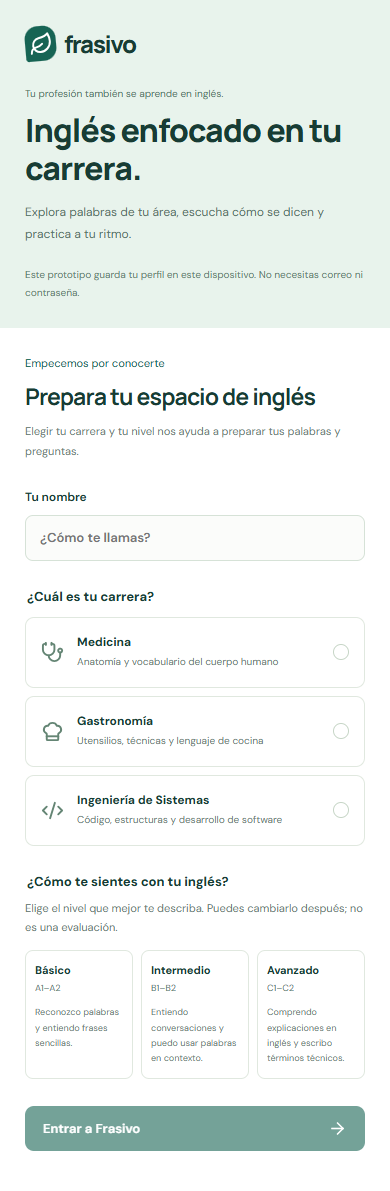 frasivo
Tu profesión también se aprende en inglés.
Inglés enfocado en tu
carrera.
Explora palabras de tu área, escucha cómo se dicen y
practica a tu ritmo.
Este prototipo guarda tu perfil en este dispositivo. No necesitas correo ni
contraseña.
Empecemos por conocerte
Prepara tu espacio de inglés
Elegir tu carrera y tu nivel nos ayuda a preparar tus palabras y
preguntas.
Tu nombre
¿Cómo te llamas?
¿Cuál es tu carrera?
Medicina
Anatomía y vocabulario del cuerpo humano
Gastronomía
Utensilios, técnicas y lenguaje de cocina
Ingeniería de Sistemas
Código, estructuras y desarrollo de software
¿Cómo te sientes con tu inglés?
Elige el nivel que mejor te describa. Puedes cambiarlo después; no
es una evaluación.
Básico
A1–A2
Reconozco palabras
y entiendo frases
sencillas.
Intermedio
B1–B2
Entiendo
conversaciones y
puedo usar palabras
en contexto.
Avanzado
C1–C2
Comprendo
explicaciones en
inglés y escribo
términos técnicos.
Entrar a Frasivo